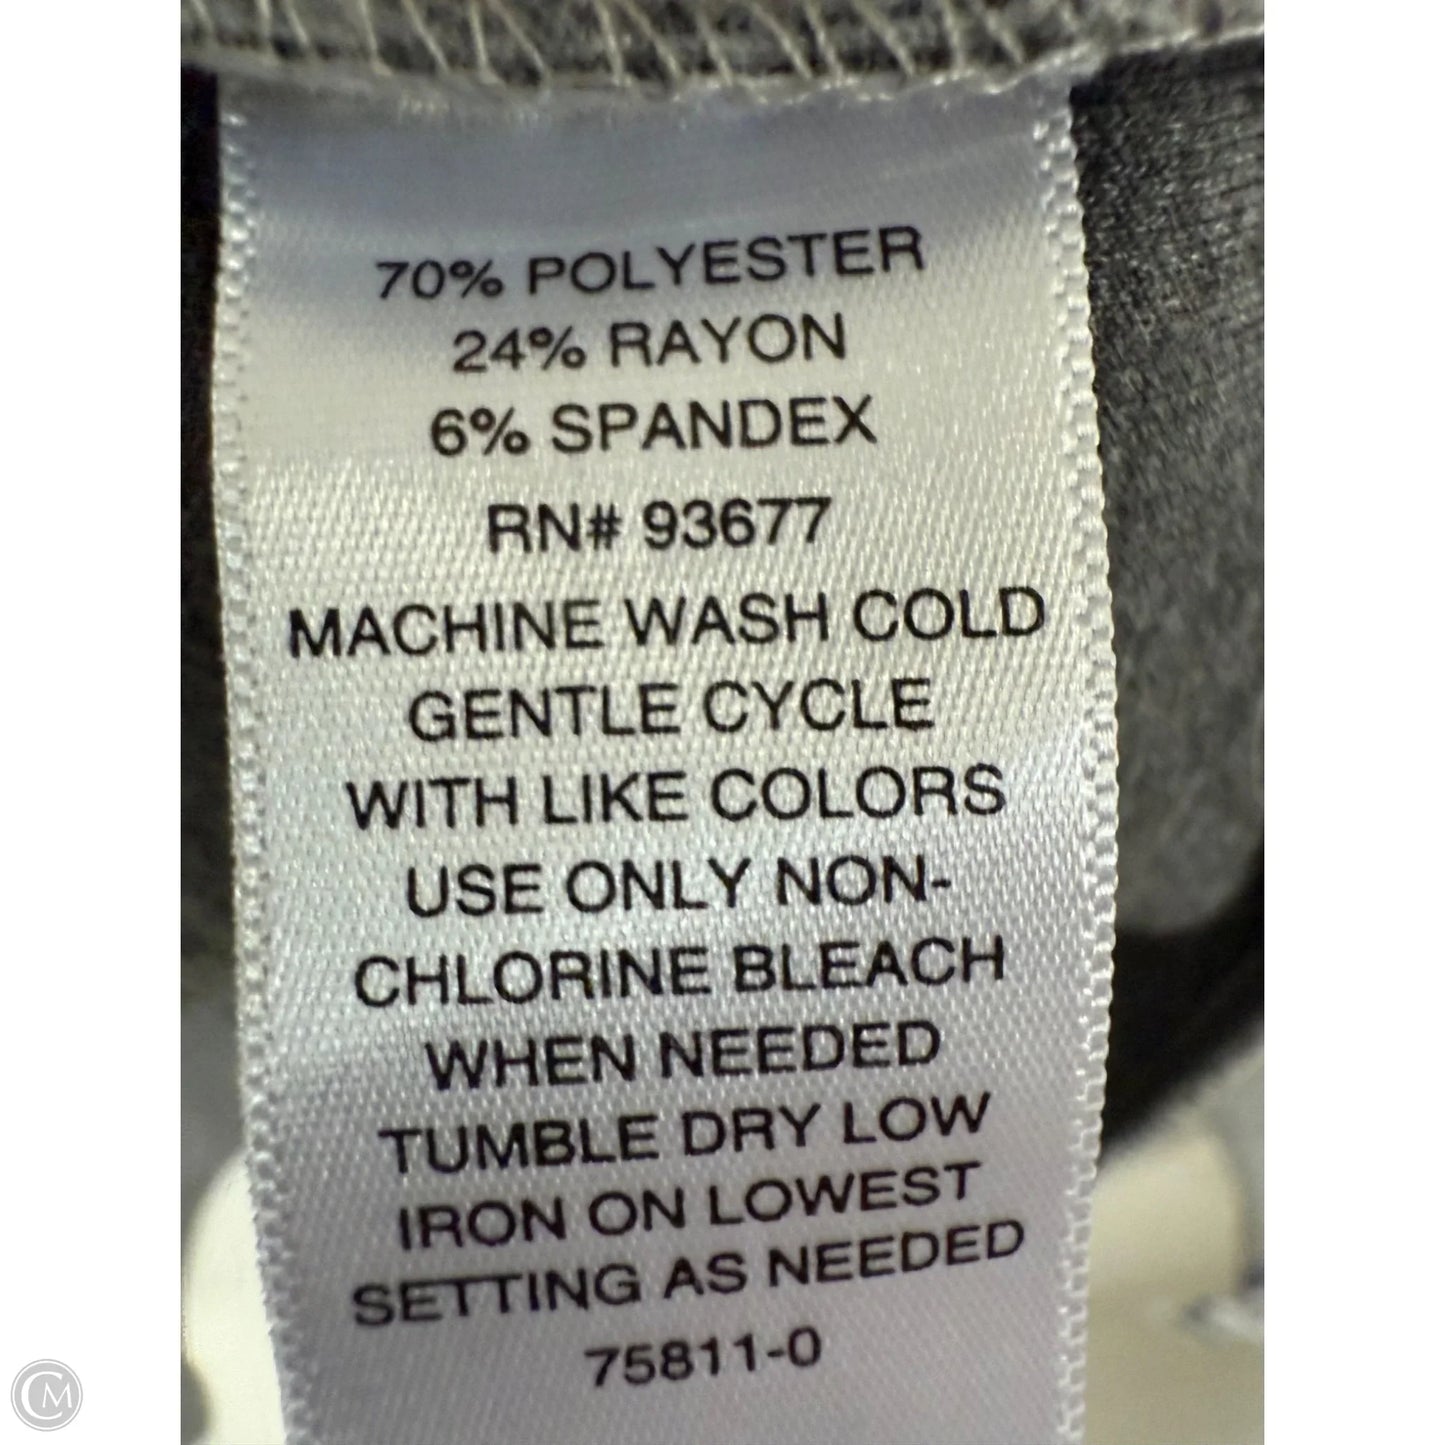 70% POLYESTER
24% RAYON
6% SPANDEX
RN# 93677
MACHINE WASH COLD
GENTLE CYCLE
WITH LIKE COLORS
USE ONLY NON-
CHLORINE BLEACH
WHEN NEEDED
TUMBLE DRY LOW
IRON ON LOWEST
SETTING AS NEEDED
75811-0
CM